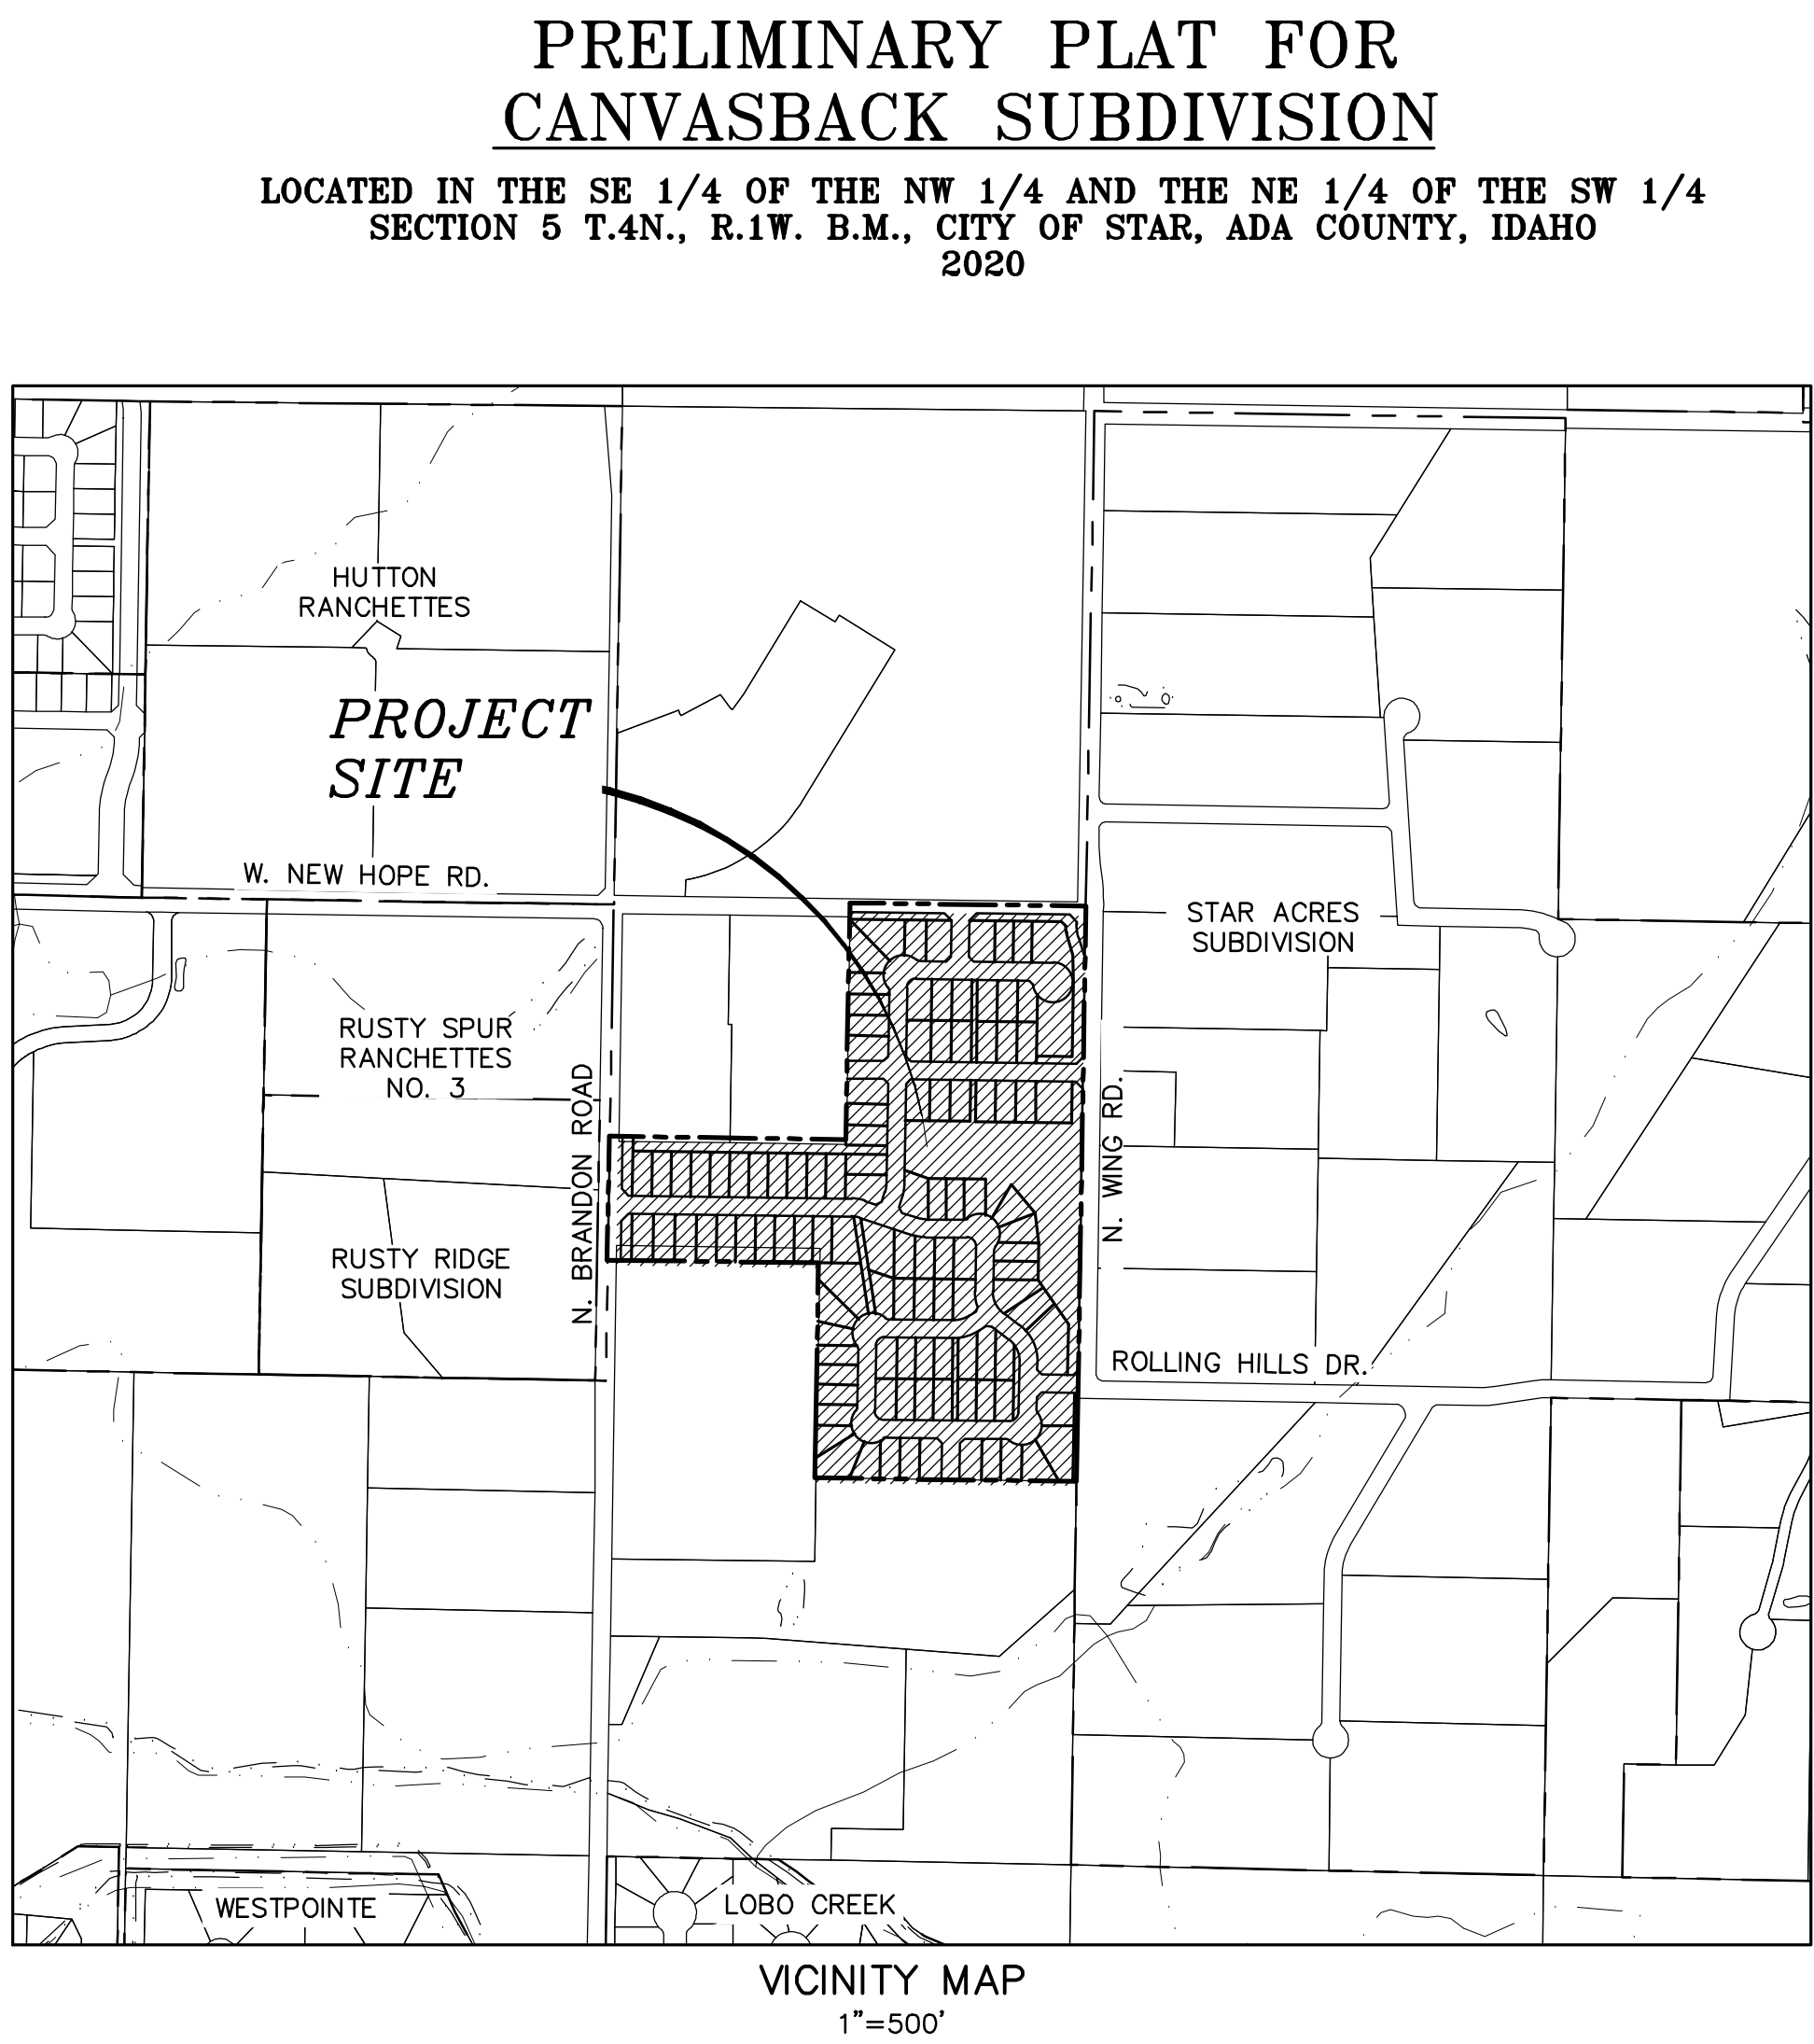 PRELIMINARY PLAT FOR
CANVASBACK SUBDIVISION
LOCATED IN THE SE 1/4 OF THE NW 1/4 AND THE NE 1/4 OF THE SW 1/4
SECTION 5 T.4N., R.1W. B.M., CITY OF STAR, ADA COUNTY, IDAHO
2020
HUTTON
RANCHETTES
PROJECT
SITE
W. NEW HOPE RD.
STAR ACRES
SUBDIVISION
RUSTY SPUR
RANCHETTES
NO. 3
N. BRANDON ROAD
N. WING RD.
RUSTY RIDGE
SUBDIVISION
ROLLING HILLS DR.
WESTPOINTE
LOBO CREEK
VICINITY MAP
1"=500'